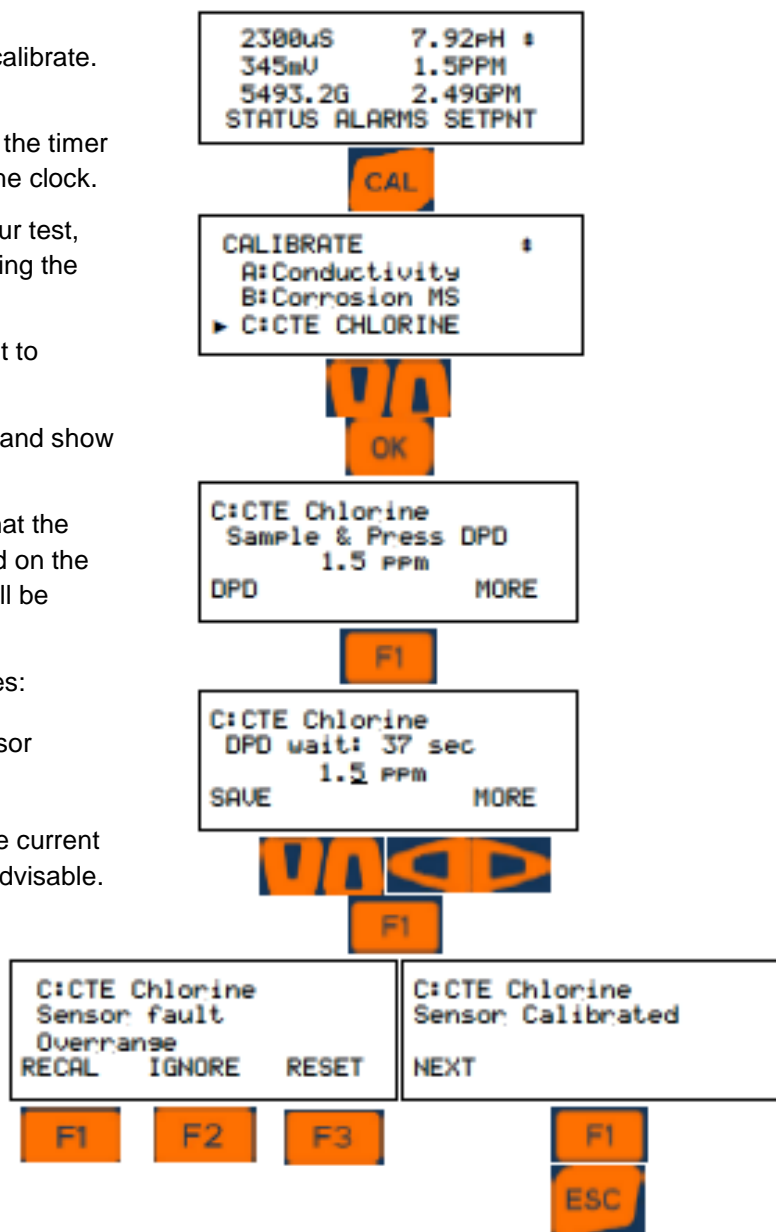 calibrate.
the timer
ne clock.
ur test,
ing the
t to
and show
nat the
d on the
ll be
es:
sor
e current
dvisable.
2300uS 7.92pH
345mV 1.5PPM
5493.2G 2.49GPM
STATUS ALARMS SETPNT
CAL
CALIBRATE
A:Conductivity
B:Corrosion MS
► C:CTE CHLORINE
OK
C:CTE Chlorine
Sample & Press DPD
1.5 ppm
DPD MORE
F1
C:CTE Chlorine
DPD wait: 37 sec
1.5 ppm
SAVE MORE
F1
C:CTE Chlorine
Sensor fault
Overrange
RECAL IGNORE RESET
F1 F2 F3
C:CTE Chlorine
Sensor Calibrated
NEXT
F1
ESC